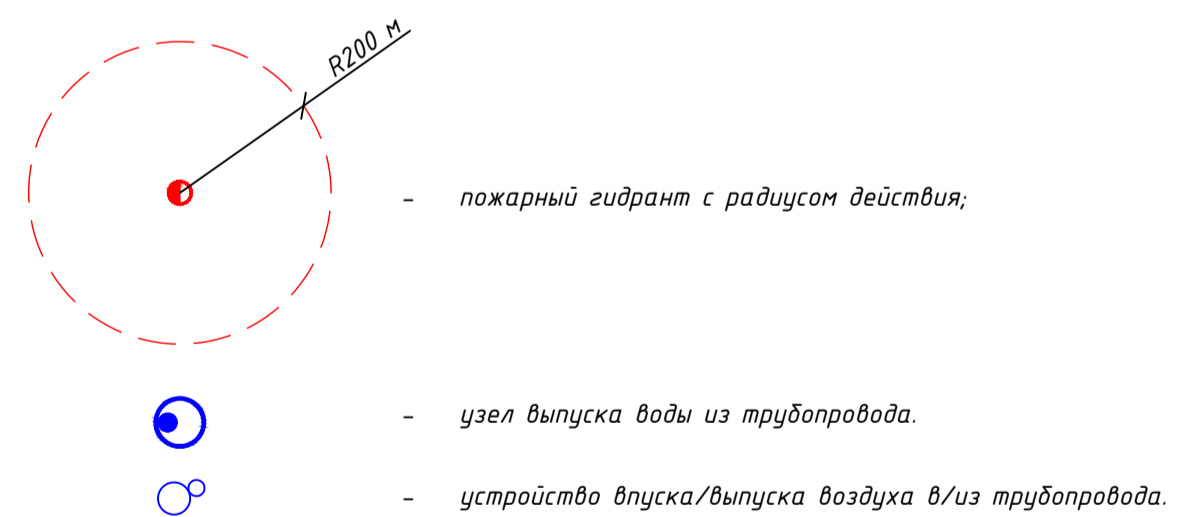 R200 м
- пожарный гидрант с радиусом действия;
- узел выпуска воды из трубопровода.
- устройство впуска/выпуска воздуха в/из трубопровода.